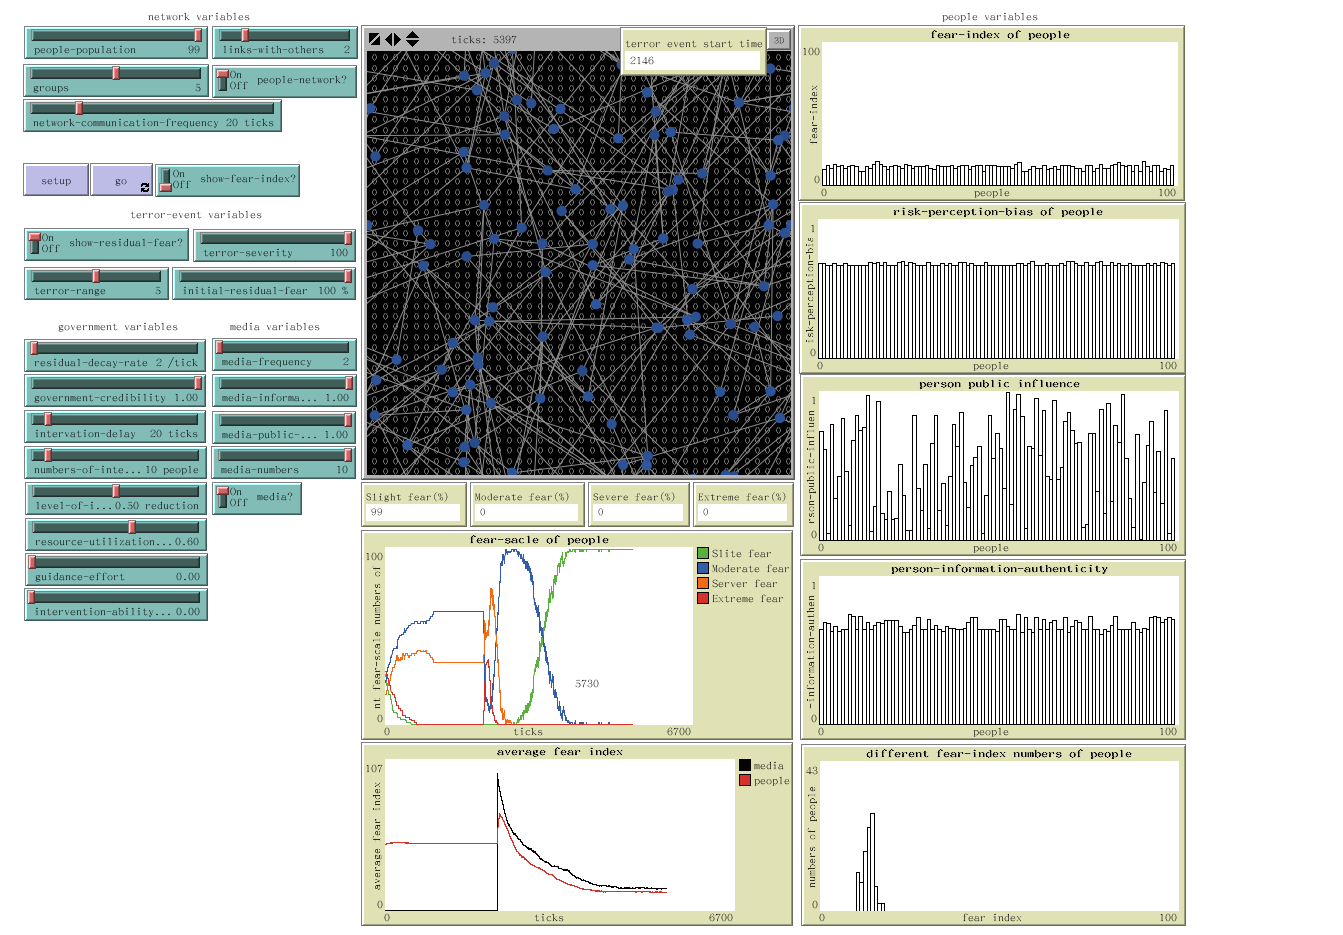 network variables
people-population 99
links-with-others 2
groups 5
On
Off
people-network?
network-communication-frequency 20 ticks
setup
go
On
Off
show-fear-index?
terror-event variables
On
Off
show-residual-fear?
terror-severity 100
terror-range 5
initial-residual-fear 100 %
government variables
media variables
residual-decay-rate 2 /tick
media-frequency 2
government-credibility 1.00
media-informa... 1.00
intervation-delay 20 ticks
media-public-... 1.00
numbers-of-inte... 10 people
media-numbers 10
level-of-i... 0.50 reduction
On
Off
media?
resource-utilization... 0.60
guidance-effort 0.00
intervention-ability... 0.00
ticks: 5397
terror event start time
2146
3D
Slight fear(%)
99
Moderate fear(%)
0
Severe fear(%)
0
Extreme fear(%)
0
fear-sacle of people
100
nt fear-scale numbers of
0
0
ticks
6700
5730
Slite fear
Moderate fear
Server fear
Extreme fear
average fear index
107
average fear index
0
0
ticks
6700
media
people
people variables
fear-index of people
100
fear-index
0
0
people
100
risk-perception-bias of people
1
isk-perception-bis
0
0
people
100
person public influence
1
rson-public-influen
0
0
people
100
person-information-authenticity
1
-information-authen
0
0
people
100
different fear-index numbers of people
43
numbers of people
0
0
fear index
100